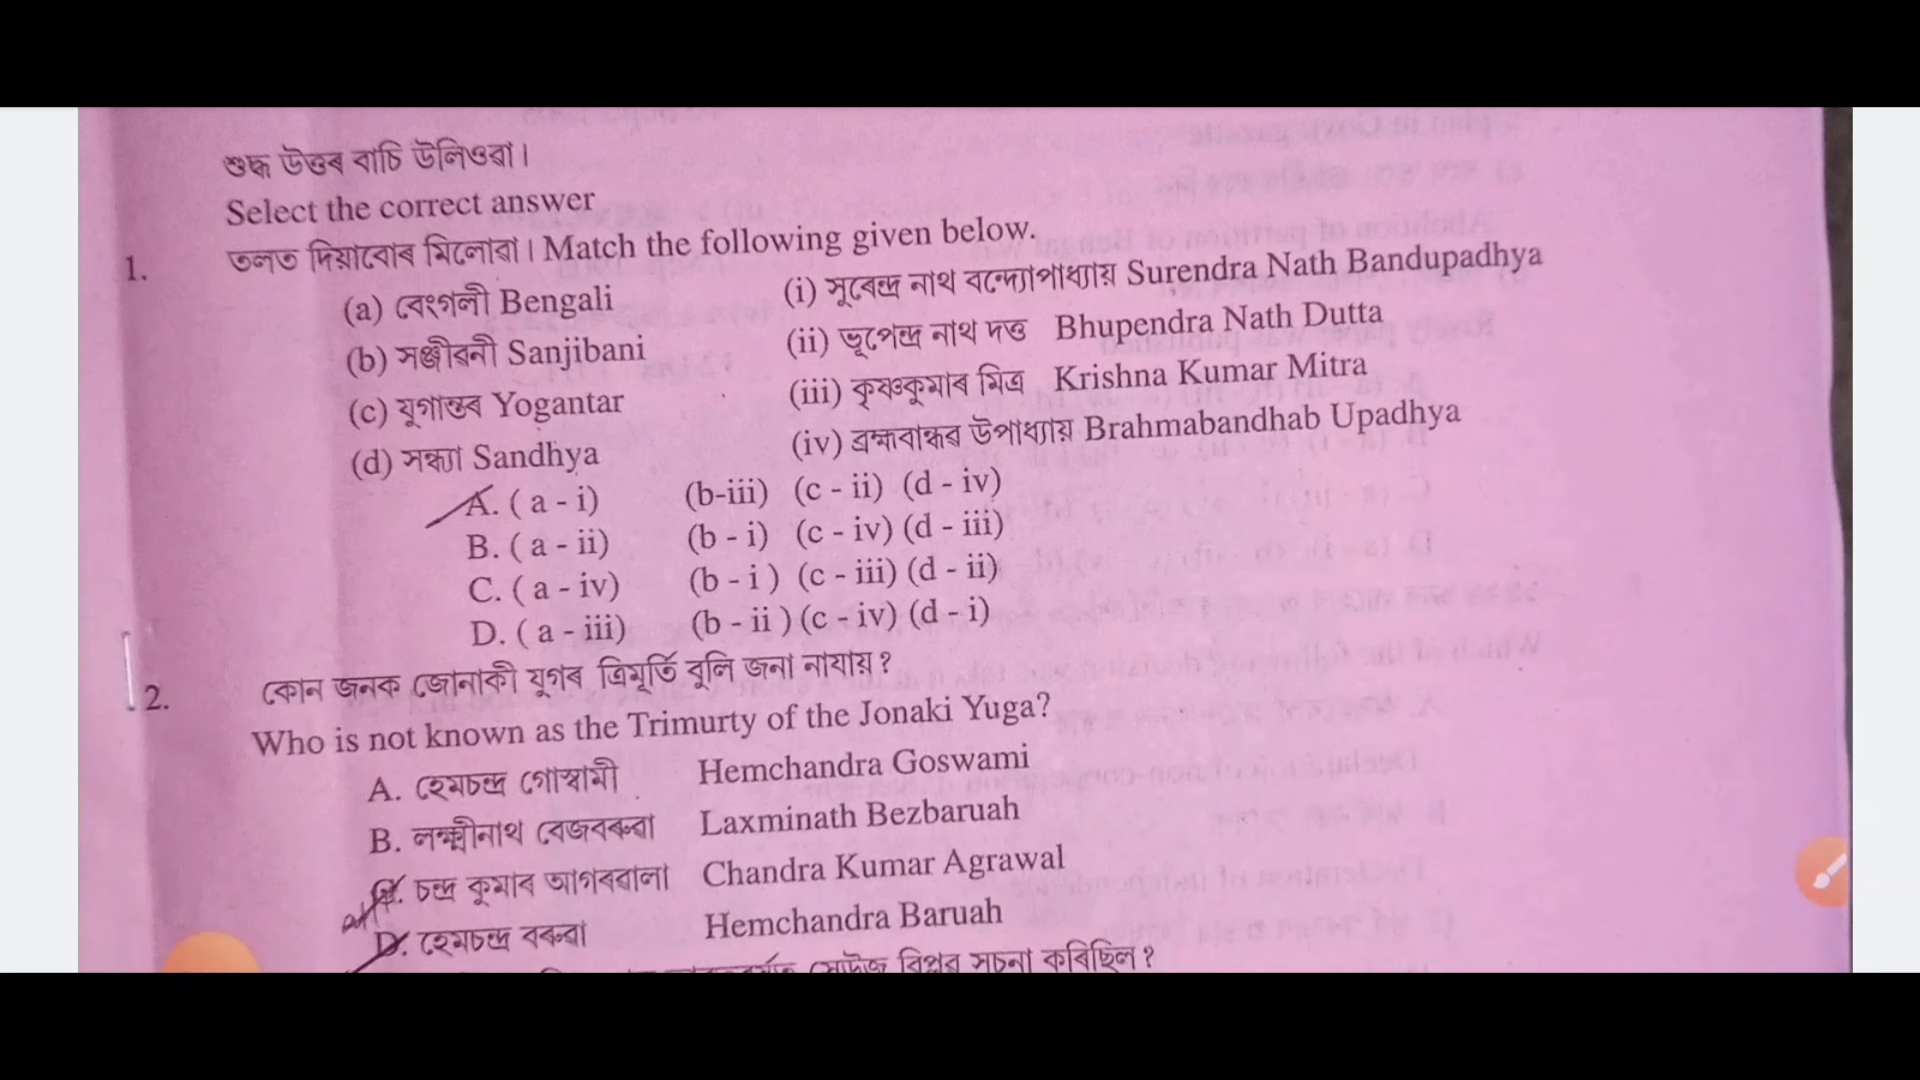 শুদ্ধ উত্তৰ বাচি উলিওৱা।
Select the correct answer
1. তলত দিয়াবোৰ মিলোৱা। Match the following given below.
(a) বেংগলী Bengali (i) সুৰেন্দ্ৰ নাথ বন্দ্যোপাধ্যায় Surendra Nath Bandupadhya
(b) সঞ্জীৱনী Sanjibani (ii) ভূপেন্দ্ৰ নাথ দত্ত Bhupendra Nath Dutta
(c) যুগান্তৰ Yogantar (iii) কৃষ্ণকুমাৰ মিত্ৰ Krishna Kumar Mitra
(d) সন্ধ্যা Sandhya (iv) ব্ৰহ্মবান্ধৱ উপাধ্যায় Brahmabandhab Upadhya
A. ( a - i) (b-iii) (c - ii) (d - iv)
B. ( a - ii) (b - i) (c - iv) (d - iii)
C. ( a - iv) (b - i ) (c - iii) (d - ii)
D. ( a - iii) (b - ii ) (c - iv) (d - i)
2. কোন জনক জোনাকী যুগৰ ত্ৰিমূৰ্তি বুলি জনা নাযায়?
Who is not known as the Trimurty of the Jonaki Yuga?
A. হেমচন্দ্ৰ গোস্বামী Hemchandra Goswami
B. লক্ষ্মীনাথ বেজবৰুৱা Laxminath Bezbaruah
C. চন্দ্ৰ কুমাৰ আগৰৱালা Chandra Kumar Agrawal
D. হেমচন্দ্ৰ বৰুৱা Hemchandra Baruah
সেউজ বিপ্লৱ সূচনা কৰিছিল?